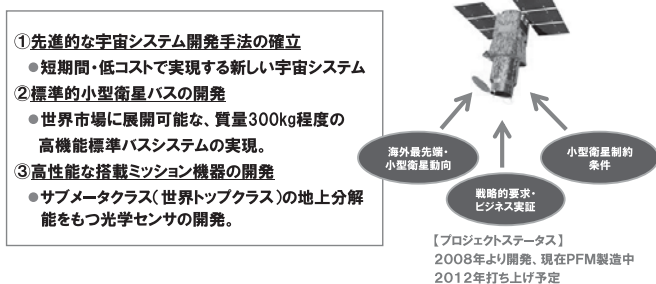 ①先進的な宇宙システム開発手法の確立
●短期間・低コストで実現する新しい宇宙システム
②標準的小型衛星バスの開発
●世界市場に展開可能な、質量300kg程度の
高機能標準バスシステムの実現。
③高性能な搭載ミッション機器の開発
●サブメータクラス(世界トップクラス)の地上分解
能をもつ光学センサの開発。
海外最先端・
小型衛星動向
戦略的要求・
ビジネス実証
小型衛星制約
条件
【プロジェクトステータス】
2008年より開発、現在PFM製造中
2012年打ち上げ予定